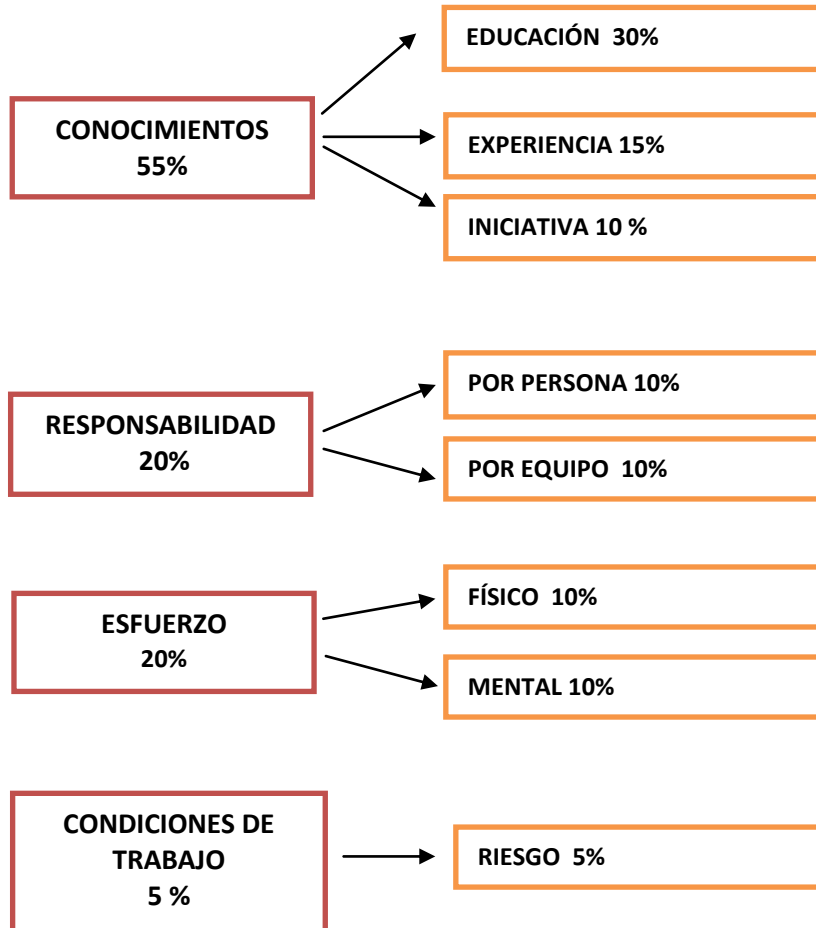 CONOCIMIENTOS
55%
EDUCACIÓN 30%
EXPERIENCIA 15%
INICIATIVA 10 %
RESPONSABILIDAD
20%
POR PERSONA 10%
POR EQUIPO 10%
ESFUERZO
20%
FÍSICO 10%
MENTAL 10%
CONDICIONES DE
TRABAJO
5 %
RIESGO 5%